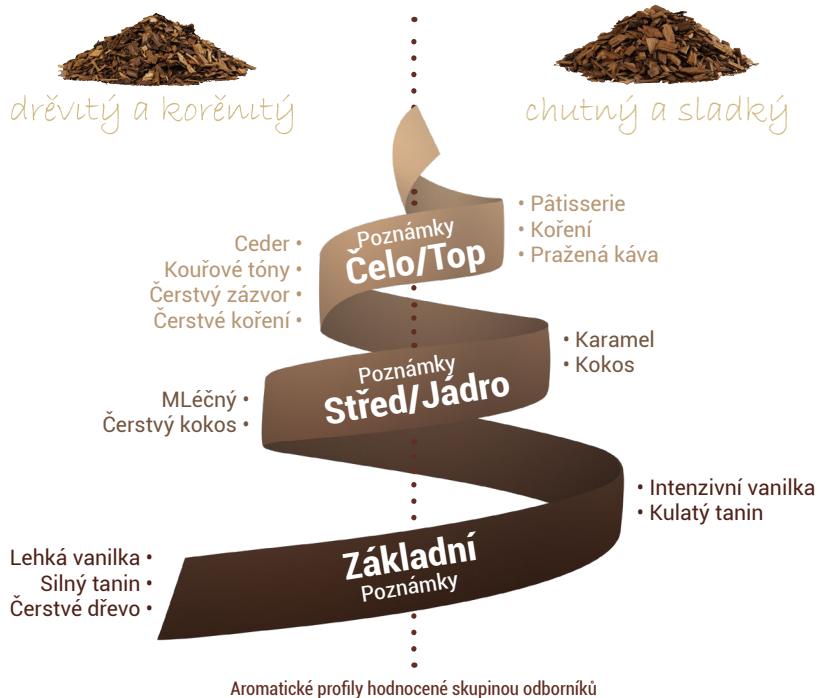 drěvitý a korěnitý
chutný a sladký
Poznámky
Čelo/Top
Ceder •
Kouřové tóny •
Čerstvý zázvor •
Čerstvé koření •
• Pâtisserie
• Koření
• Pražená káva
Poznámky
Střed/Jádro
MLéčný •
Čerstvý kokos •
• Karamel
• Kokos
Základní
Poznámky
Lehká vanilka •
Silný tanin •
Čerstvé dřevo •
• Intenzivní vanilka
• Kulatý tanin
Aromatické profily hodnocené skupinou odborníků